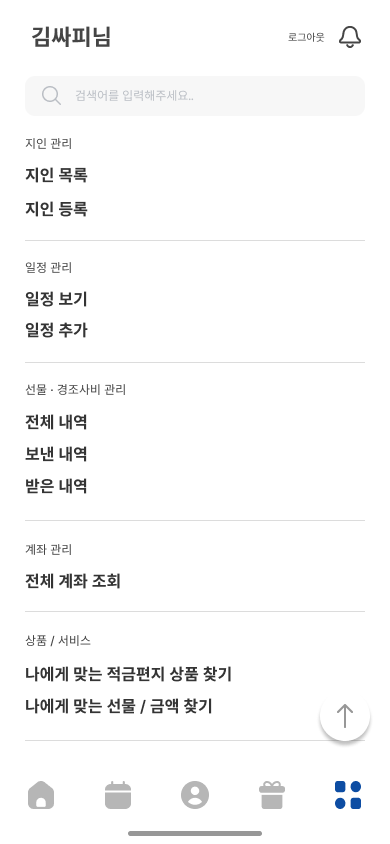 김싸피님
로그아웃
검색어를 입력해주세요..
지인 관리
지인 목록
지인 등록
일정 관리
일정 보기
일정 추가
선물 · 경조사비 관리
전체 내역
보낸 내역
받은 내역
계좌 관리
전체 계좌 조회
상품 / 서비스
나에게 맞는 적금편지 상품 찾기
나에게 맞는 선물 / 금액 찾기